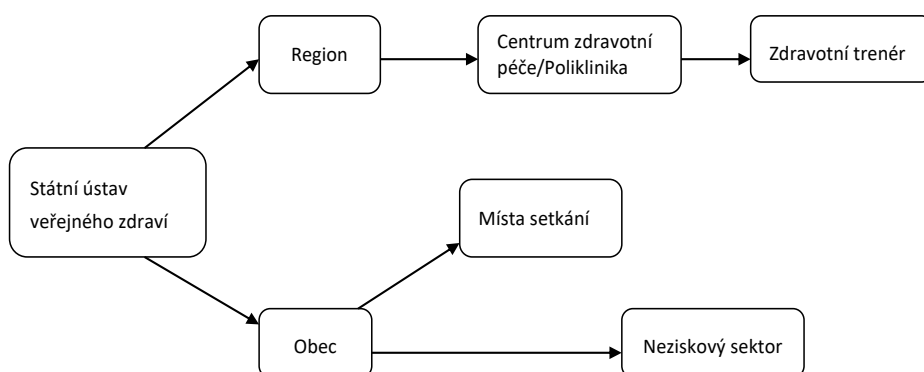 Region
Centrum zdravotní
péče/Poliklinika
Zdravotní trenér
Státní ústav
veřejného zdraví
Místa setkání
Obec
Neziskový sektor